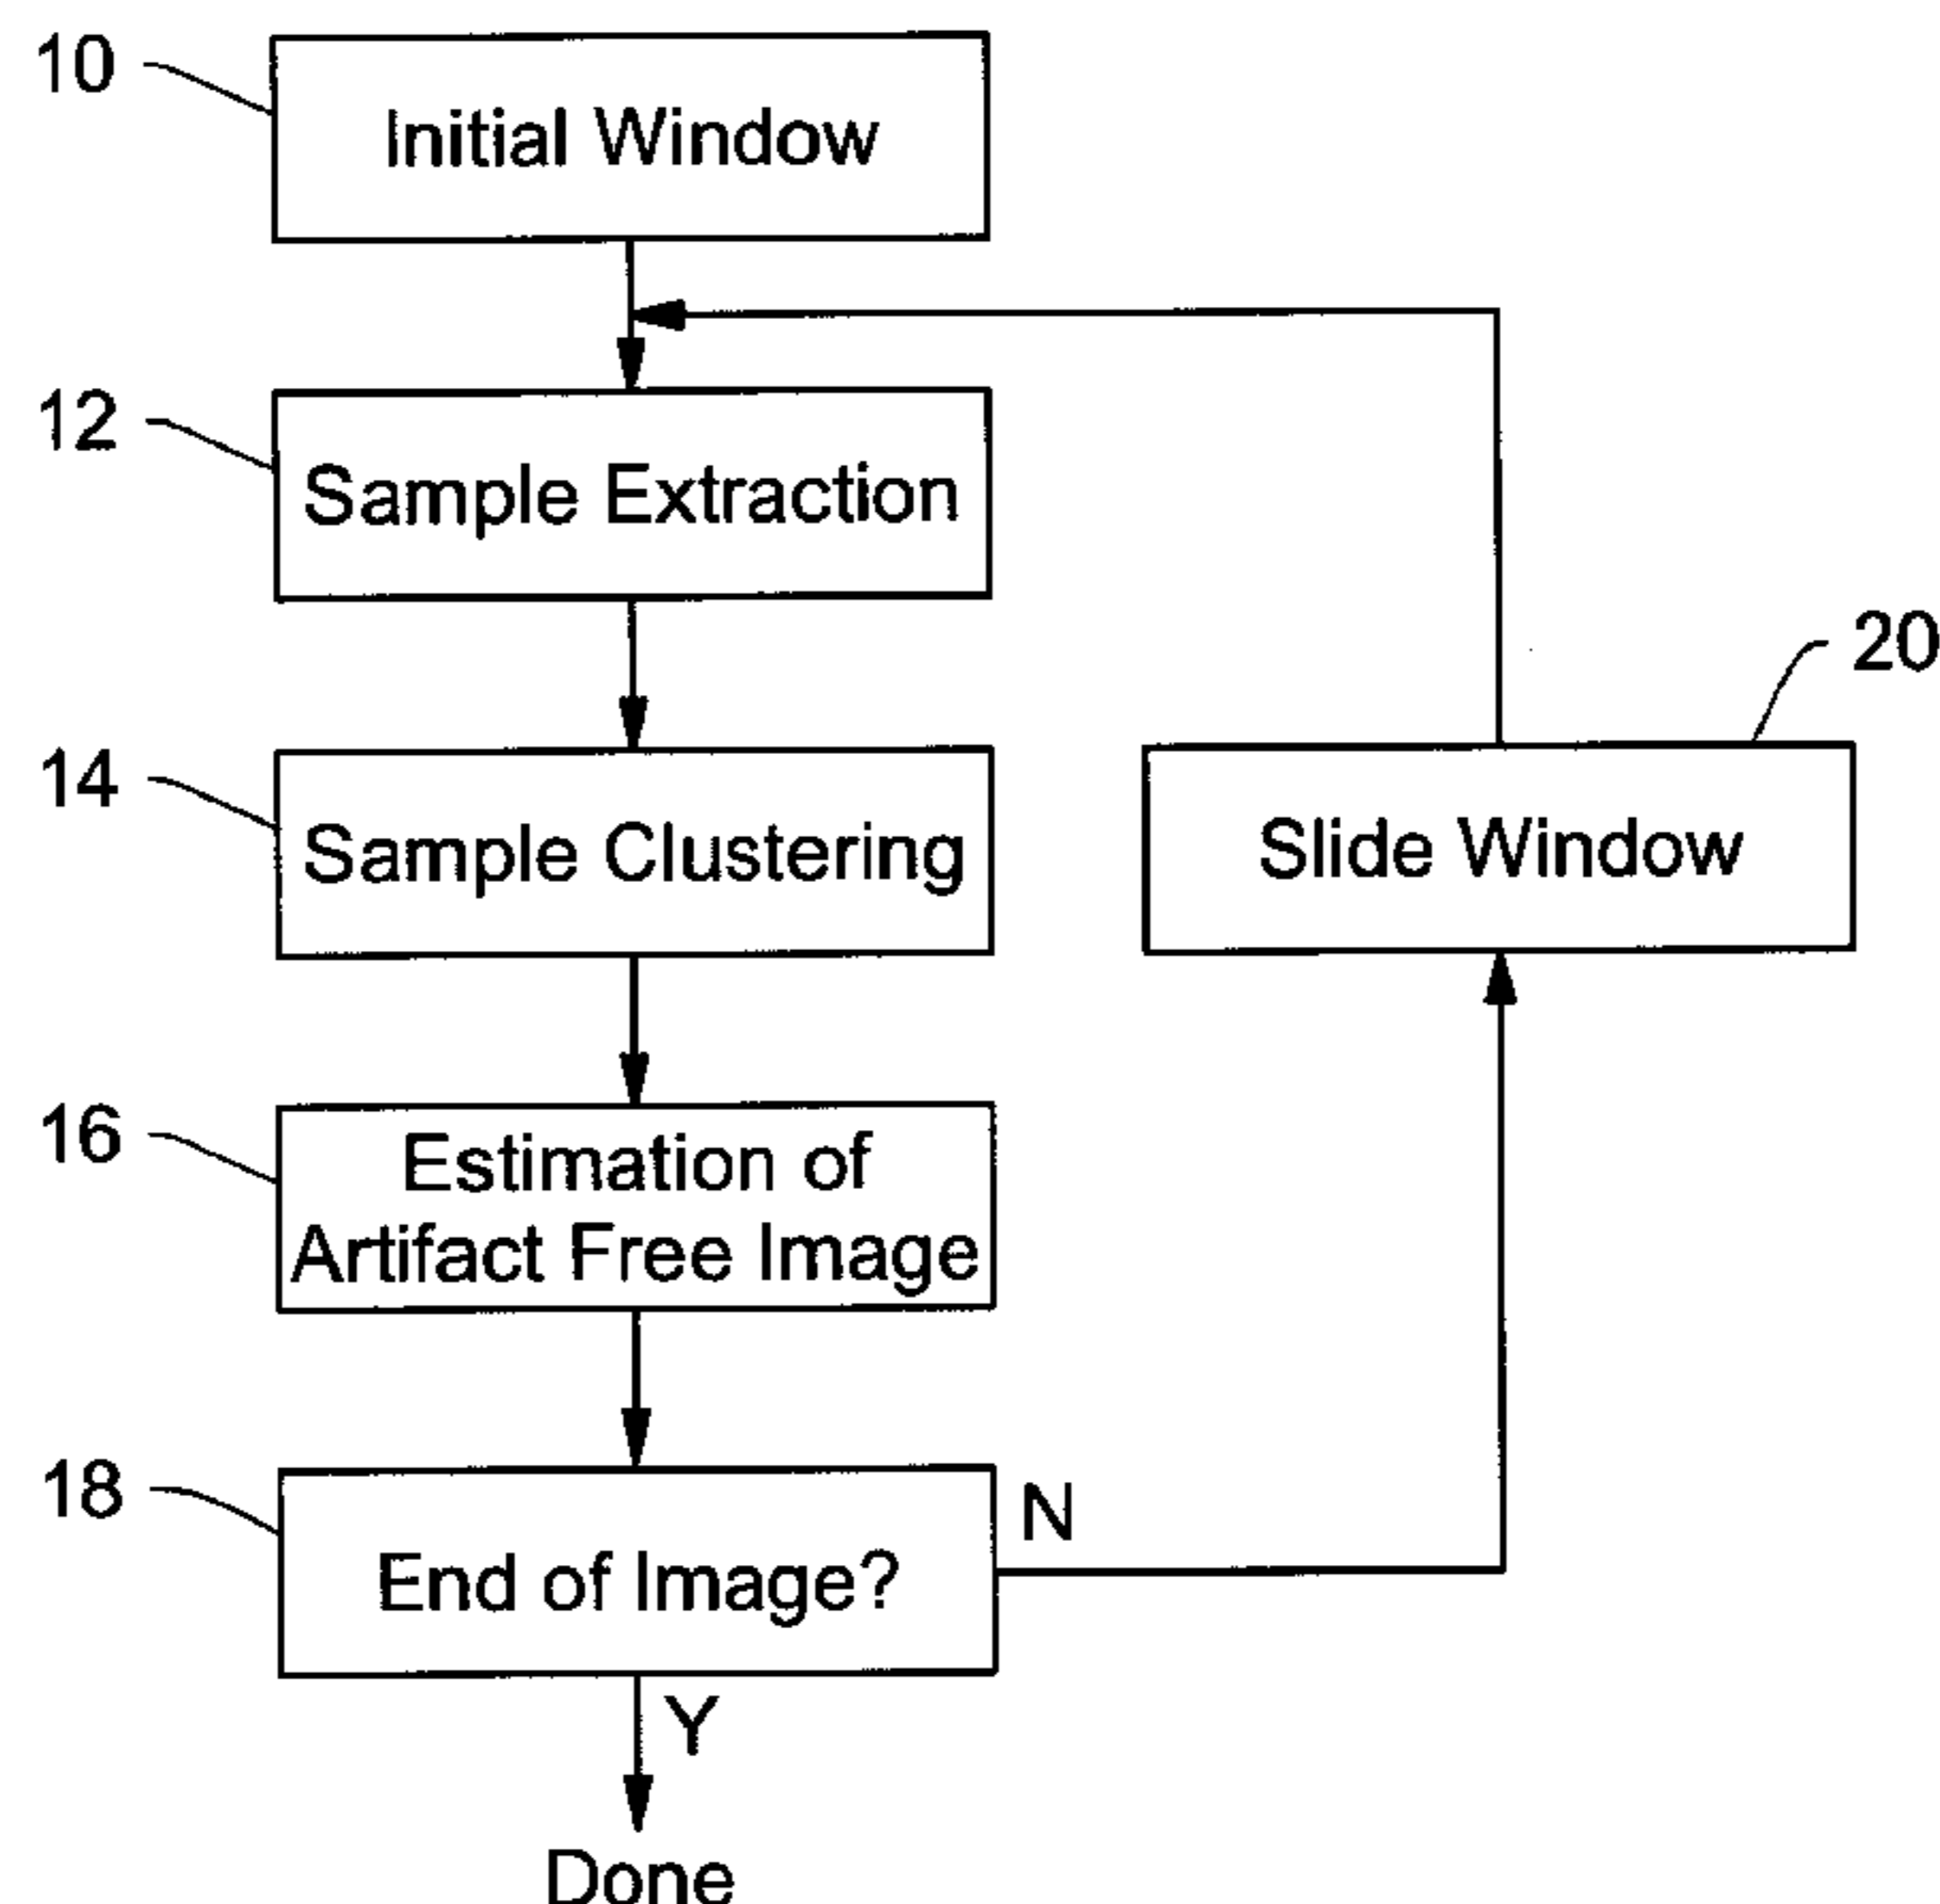 10
Initial Window
12
Sample Extraction
14
Sample Clustering
20
Slide Window
16
Estimation of
Artifact Free Image
18
End of Image?
N
Y
Done